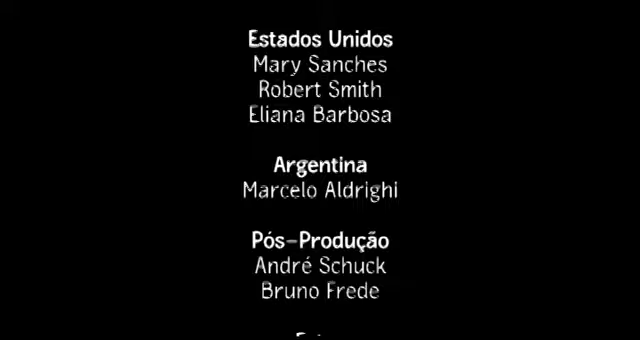 Estados Unidos
Mary Sanches
Robert Smith
Eliana Barbosa
Argentina
Marcelo Aldrighi
Pós-Produção
André Schuck
Bruno Frede